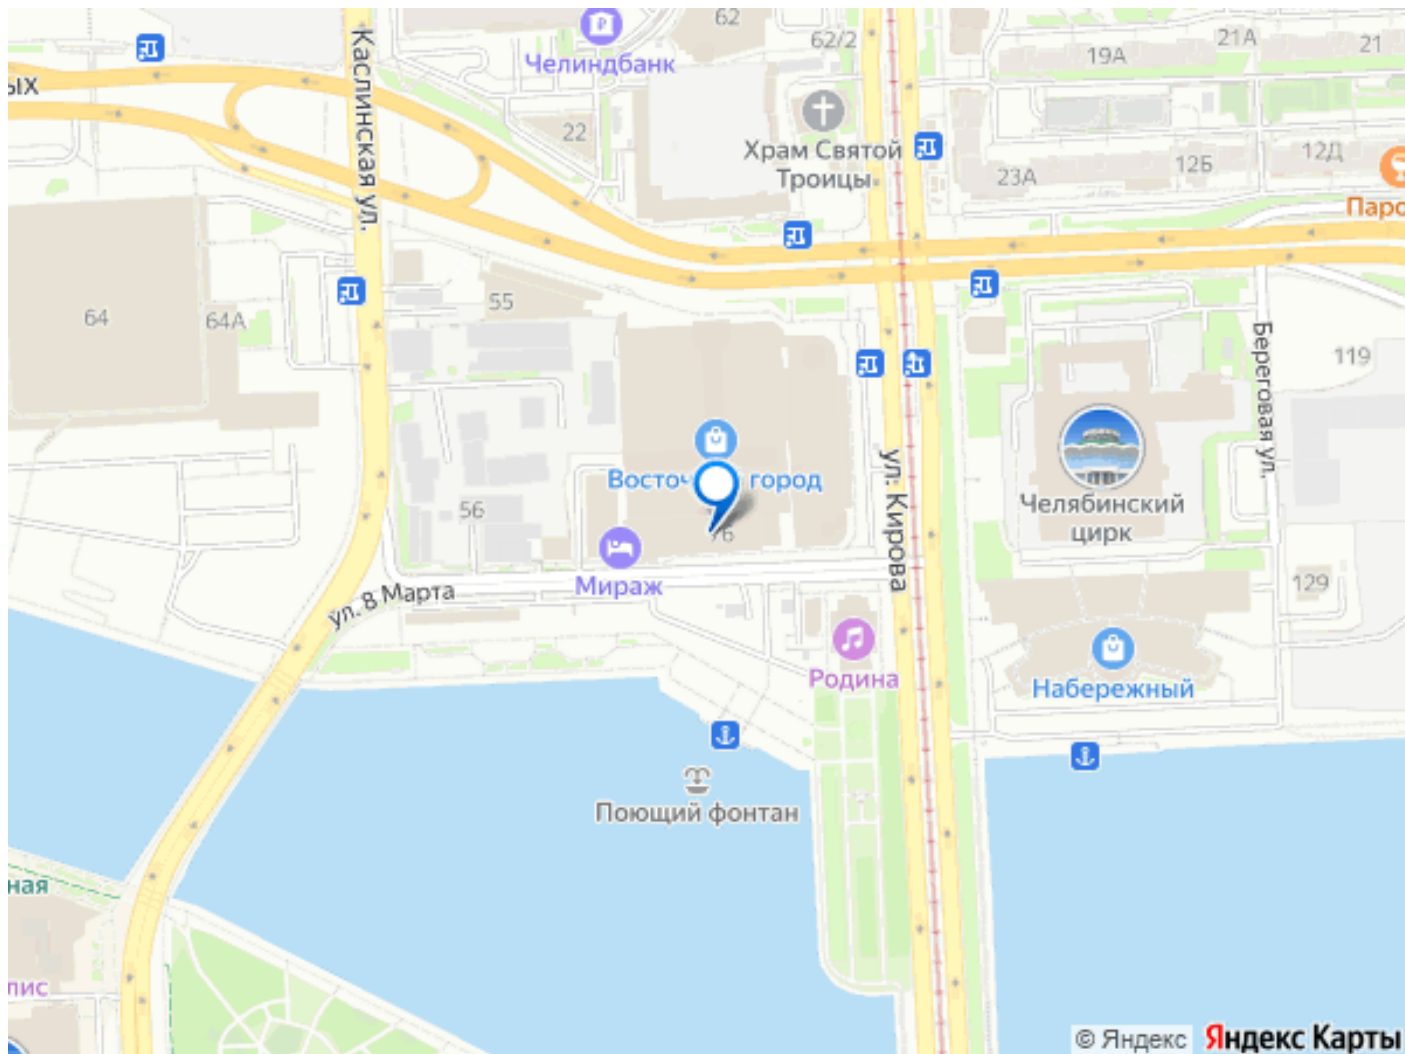 62
62/2
21А
21
19А
Челиндбанк
ых
Каслинская ул.
22
Храм Святой
Троицы
12Б
12Д
23А
Паро
55
64
64А
Береговая ул.
119
город
ул. Кирова
56
Челябинский
цирк
Мираж
ул. 8 Марта
129
Родина
Набережный
Поющий фонтан
ная
лис
© Яндекс Яндекс Карты